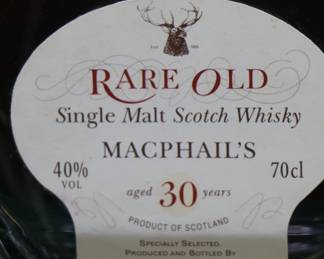 RARE OLD
Single Malt Scotch Whisky
MACPHAIL'S
40% VOL
aged 30 years
70cl
PRODUCT OF SCOTLAND
SPECIALLY SELECTED,
PRODUCED AND BOTTLED BY